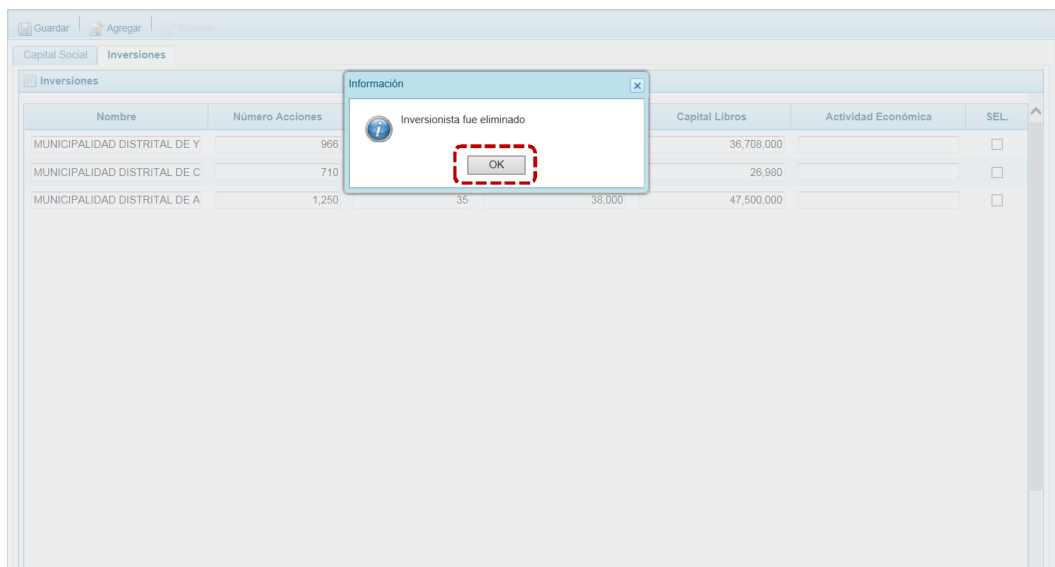 Guardar Agregar Eliminar
Capital Social Inversiones
Inversiones
Información
Nombre Número Acciones Capital Libros Actividad Económica SEL.
Inversionista fue eliminado
MUNICIPALIDAD DISTRITAL DE Y 966 36,708,000
OK
MUNICIPALIDAD DISTRITAL DE C 710 26,980
MUNICIPALIDAD DISTRITAL DE A 1,250 35 38,000 47,500,000